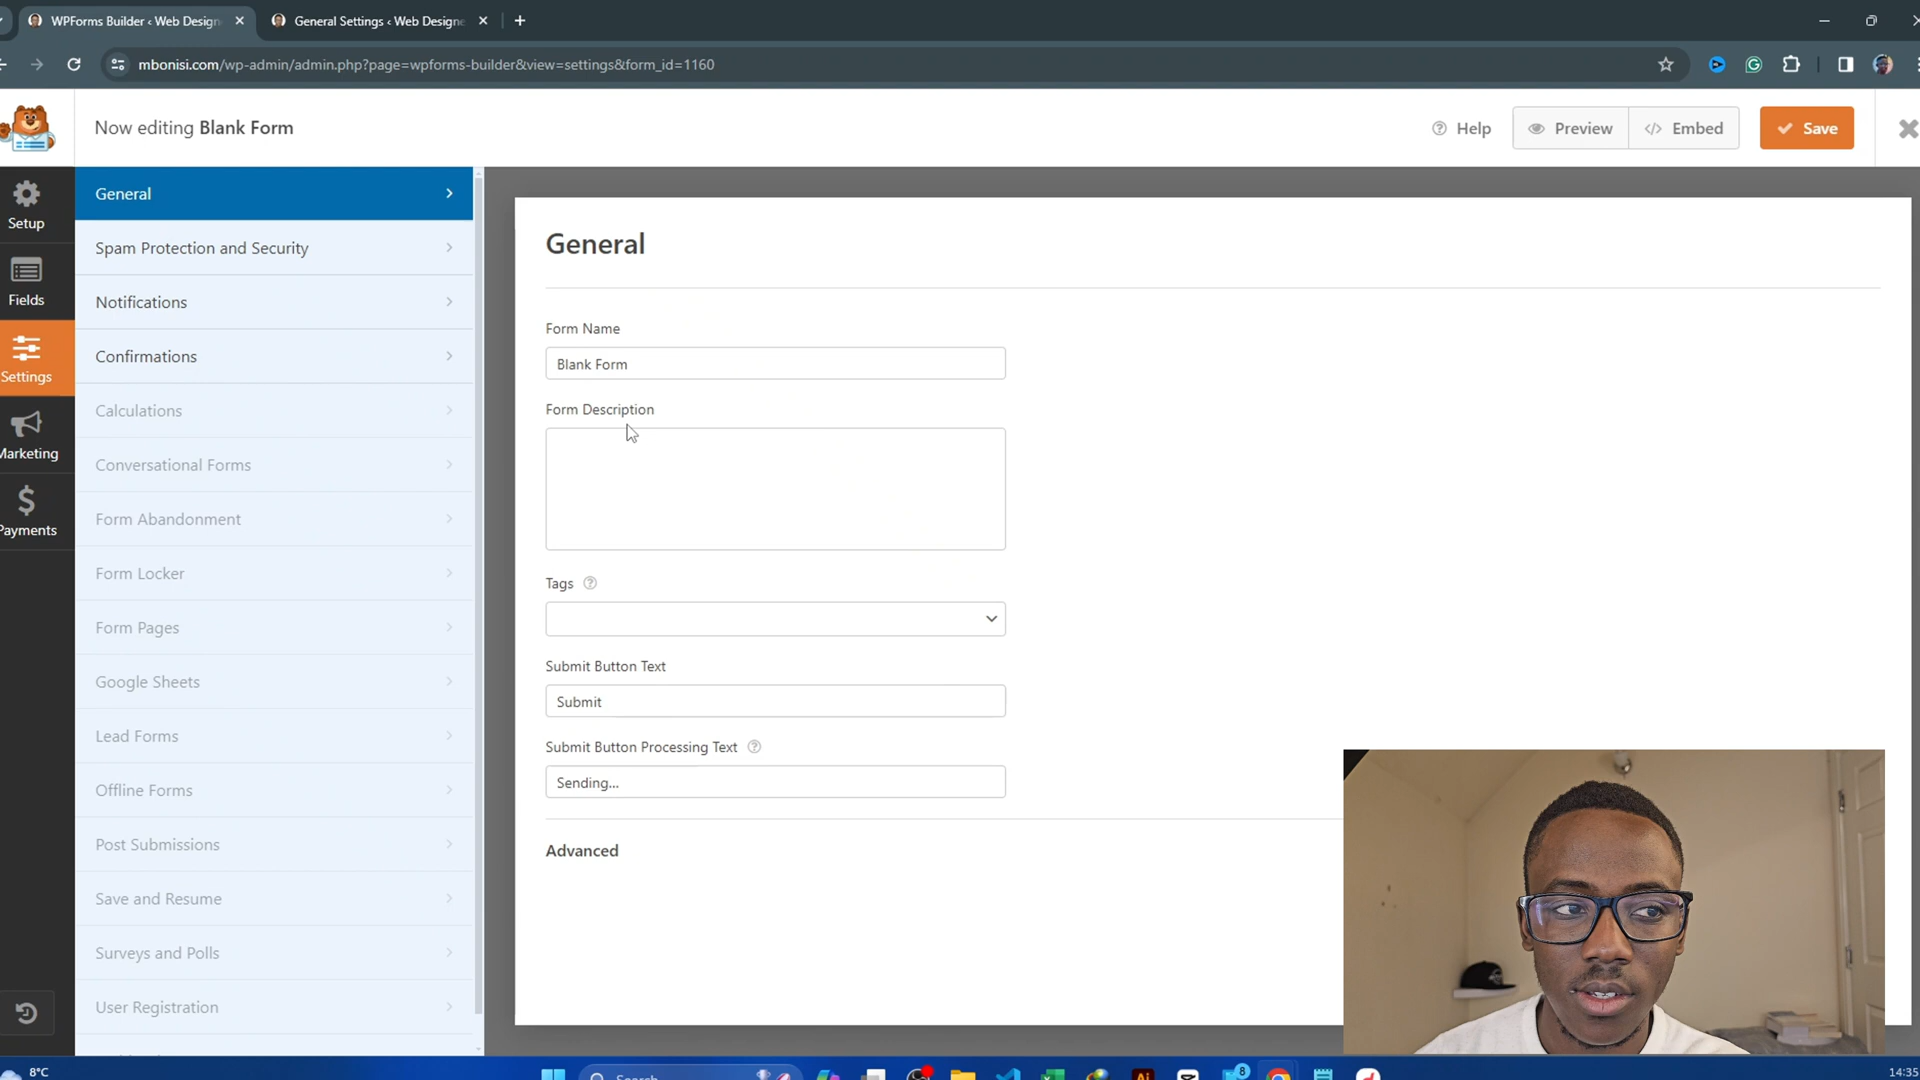 WPForms Builder ‹ Web Design
General Settings ‹ Web Designe
mbonisi.com/wp-admin/admin.php?page=wpforms-builder&view=settings&form_id=1160
Now editing Blank Form
Help
Preview
Embed
Save
Setup
Fields
Settings
Marketing
Payments
General
Spam Protection and Security
Notifications
Confirmations
Calculations
Conversational Forms
Form Abandonment
Form Locker
Form Pages
Google Sheets
Lead Forms
Offline Forms
Post Submissions
Save and Resume
Surveys and Polls
User Registration
General
Form Name
Blank Form
Form Description
Tags
Submit Button Text
Submit
Submit Button Processing Text
Sending...
Advanced
8°C
Search
8
14:35